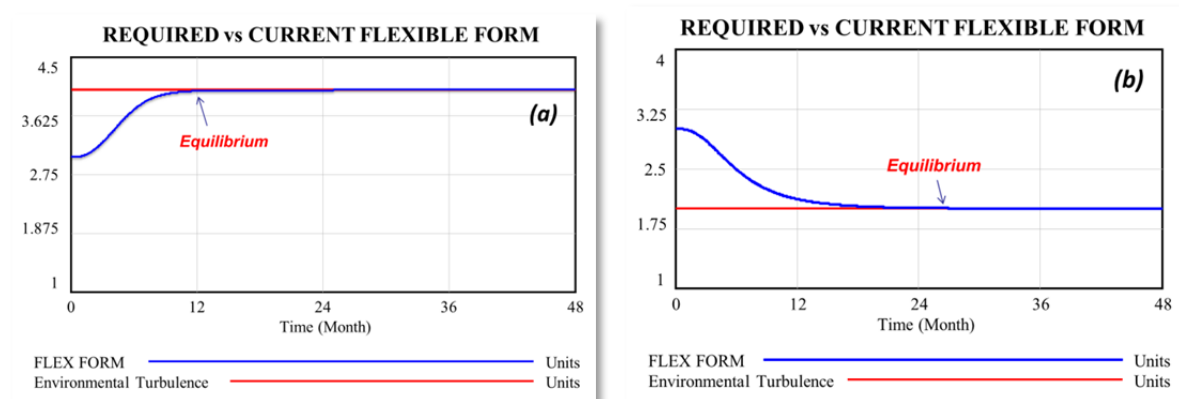 REQUIRED vs CURRENT FLEXIBLE FORM
4.5
3.625
2.75
1.875
1
(a)
Equilibrium
0 12 24 36 48
Time (Month)
FLEX FORM Units
Environmental Turbulence Units
REQUIRED vs CURRENT FLEXIBLE FORM
4
3.25
2.5
1.75
1
(b)
Equilibrium
0 12 24 36 48
Time (Month)
FLEX FORM Units
Environmental Turbulence Units